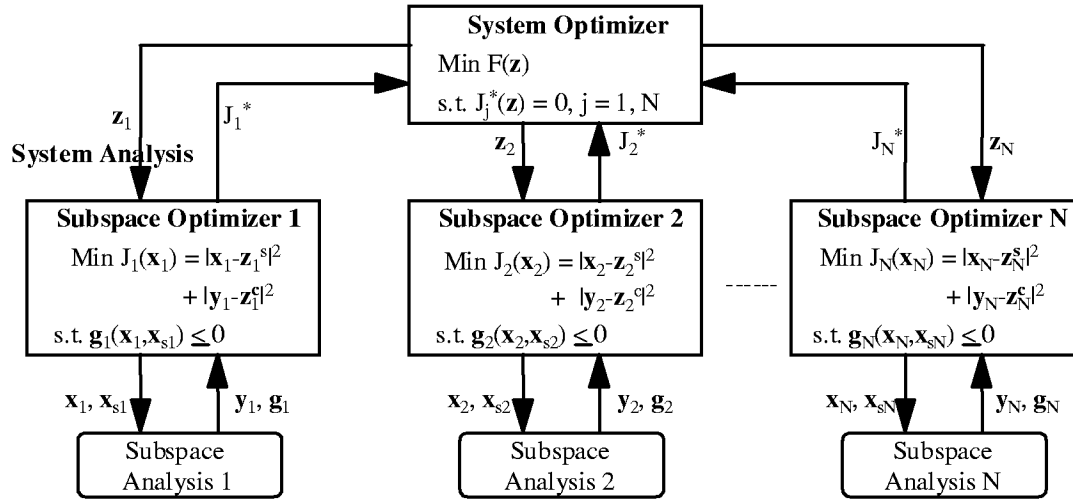 System Optimizer
Min F(z)
s.t. J_j^*(z) = 0, j = 1, N
z_1
J_1^*
z_2
J_2^*
J_N^*
z_N
System Analysis
Subspace Optimizer 1
Min J_1(x_1) = |x_1-z_1^s|^2
+ |y_1-z_1^c|^2
s.t. g_1(x_1,x_s1) ≤ 0
Subspace Optimizer 2
Min J_2(x_2) = |x_2-z_2^s|^2
+ |y_2-z_2^c|^2
s.t. g_2(x_2,x_s2) ≤ 0
------
Subspace Optimizer N
Min J_N(x_N) = |x_N-z_N^s|^2
+ |y_N-z_N^c|^2
s.t. g_N(x_N,x_sN) ≤ 0
x_1, x_s1
y_1, g_1
x_2, x_s2
y_2, g_2
x_N, x_sN
y_N, g_N
Subspace
Analysis 1
Subspace
Analysis 2
Subspace
Analysis N